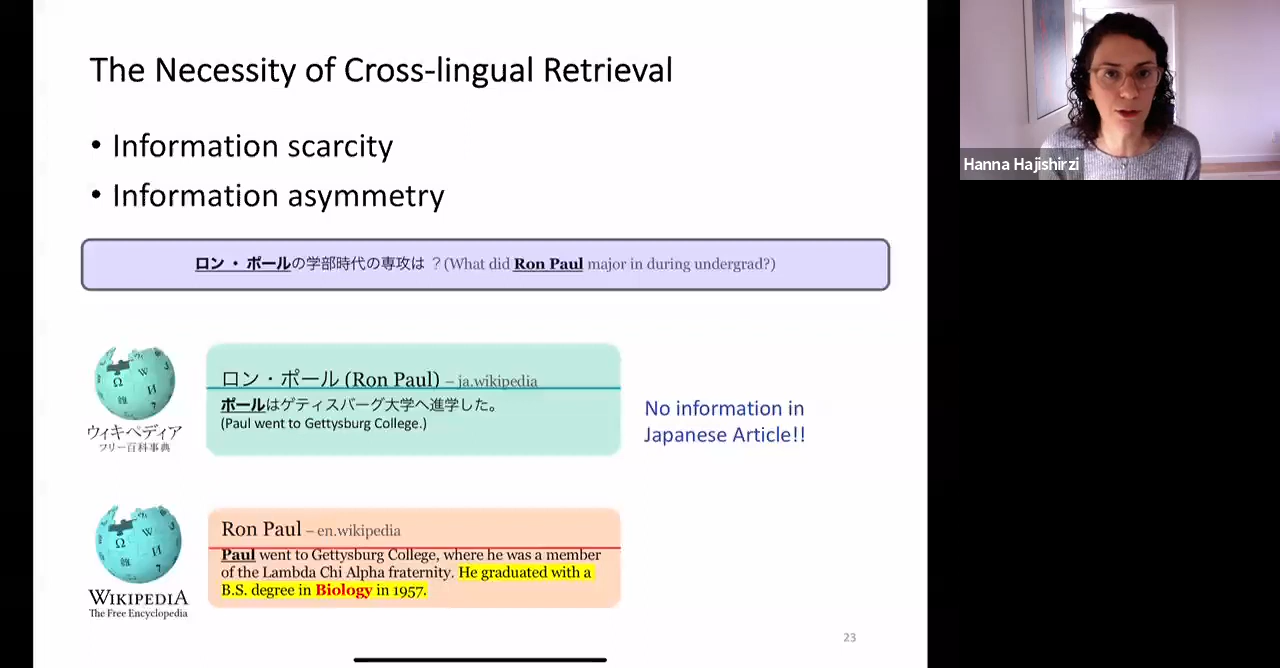 The Necessity of Cross-lingual Retrieval
• Information scarcity
• Information asymmetry
ロン・ポールの学部時代の専攻は？(What did Ron Paul major in during undergrad?)
ウィキペディア
フリー百科事典
ロン・ポール (Ron Paul) – ja.wikipedia
ポールはゲティスバーグ大学へ進学した。
(Paul went to Gettysburg College.)
No information in
Japanese Article!!
WIKIPEDIA
The Free Encyclopedia
Ron Paul – en.wikipedia
Paul went to Gettysburg College, where he was a member
of the Lambda Chi Alpha fraternity. He graduated with a
B.S. degree in Biology in 1957.
23
Hanna Hajishirzi